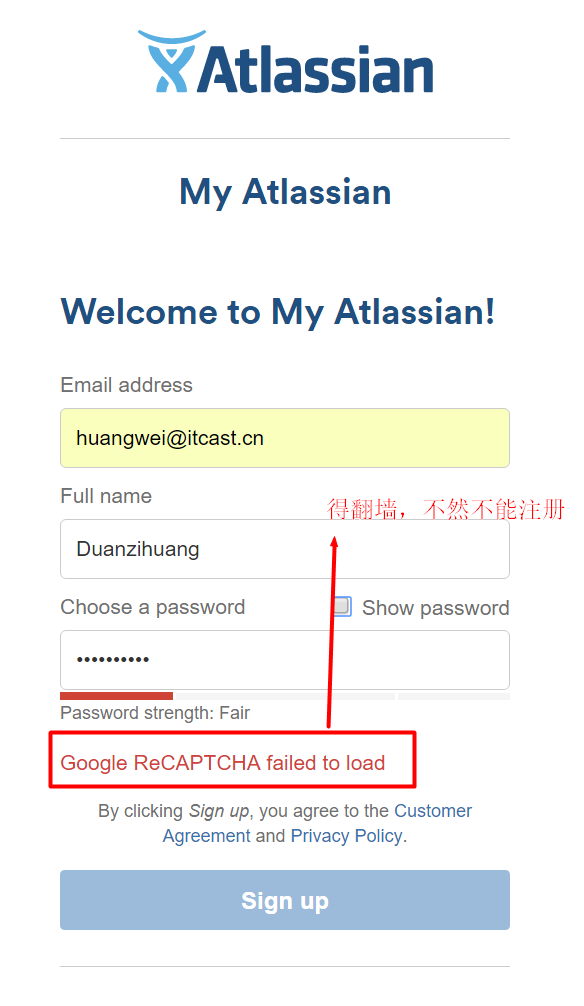 Atlassian
My Atlassian
Welcome to My Atlassian!
Email address
huangwei@itcast.cn
Full name
得翻墙，不然不能注册
Duanzihuang
Choose a password
Show password
••••••••••
Password strength: Fair
Google ReCAPTCHA failed to load
By clicking Sign up, you agree to the Customer
Agreement and Privacy Policy.
Sign up